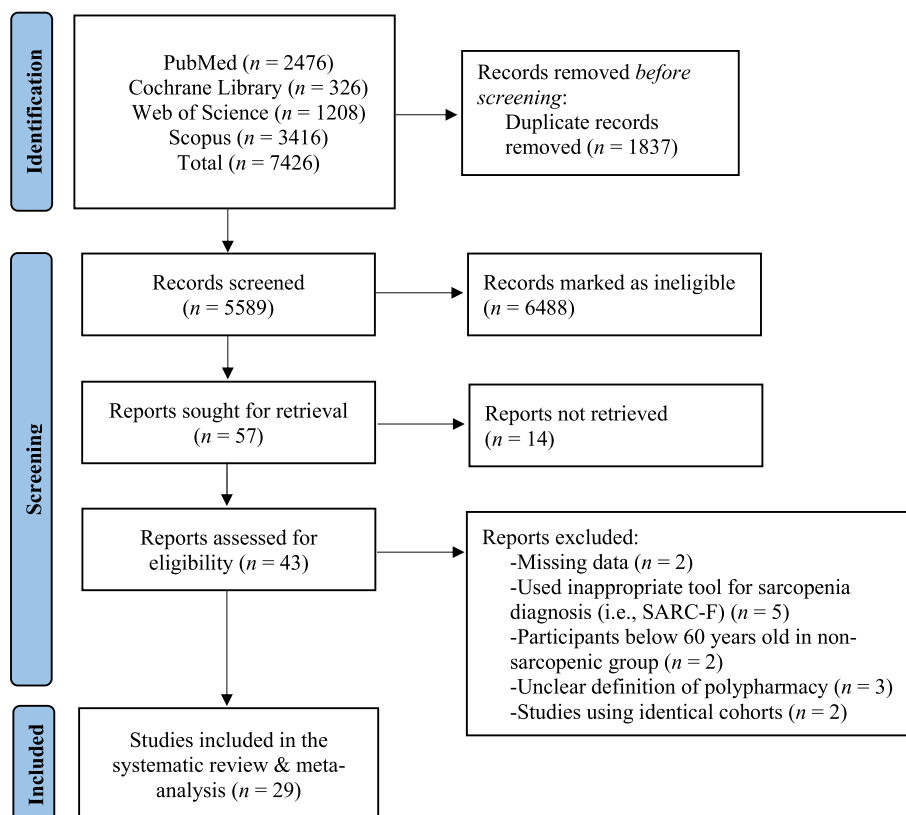 Identification
PubMed (n = 2476)
Cochrane Library (n = 326)
Web of Science (n = 1208)
Scopus (n = 3416)
Total (n = 7426)
Records removed before
screening:
Duplicate records
removed (n = 1837)
Screening
Records screened
(n = 5589)
Records marked as ineligible
(n = 6488)
Reports sought for retrieval
(n = 57)
Reports not retrieved
(n = 14)
Reports assessed for
eligibility (n = 43)
Reports excluded:
-Missing data (n = 2)
-Used inappropriate tool for sarcopenia
diagnosis (i.e., SARC-F) (n = 5)
-Participants below 60 years old in non-
sarcopenic group (n = 2)
-Unclear definition of polypharmacy (n = 3)
-Studies using identical cohorts (n = 2)
Included
Studies included in the
systematic review & meta-
analysis (n = 29)